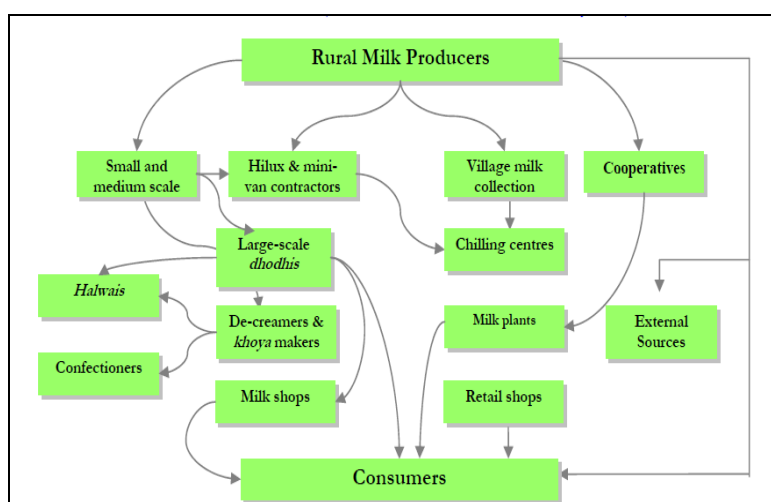 Rural Milk Producers
Small and
medium scale
Hilux & mini-
van contractors
Village milk
collection
Cooperatives
Large-scale
dhodhis
Chilling centres
Halwais
De-creamers &
khoya makers
Milk plants
External
Sources
Confectioners
Milk shops
Retail shops
Consumers